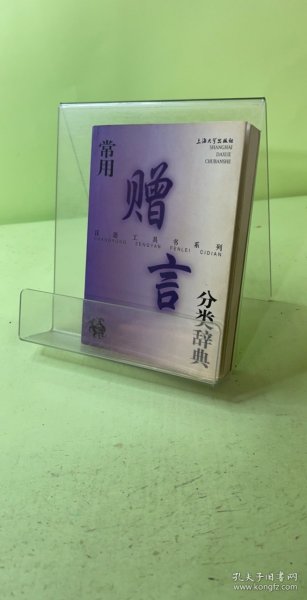 上海大学出版社
SHANGHAI
DAXUE
CHUBANSHE
常用
赠言
汉语工具书系列
CHANGYONG ZENGYAN FENLEI CIDIAN
分类辞典
孔夫子旧书网